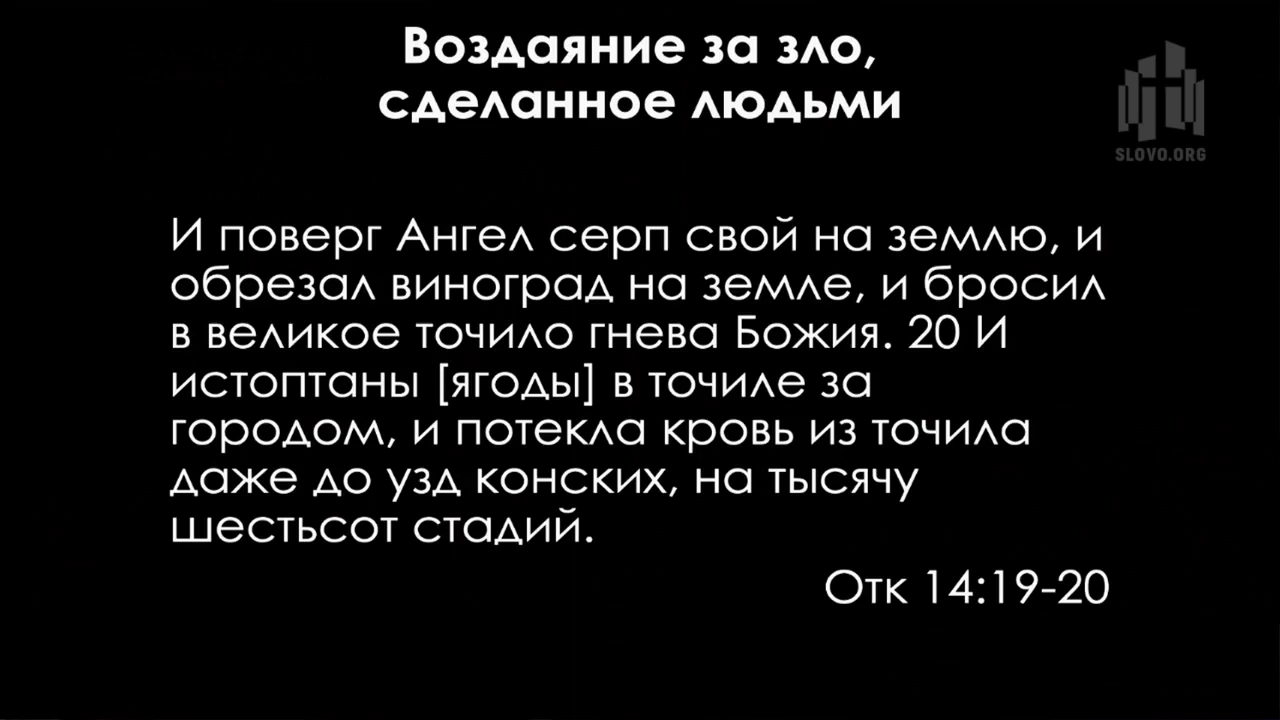 Воздаяние за зло,
сделанное людьми
SLOVO.ORG
И поверг Ангел серп свой на землю, и
обрезал виноград на земле, и бросил
в великое точило гнева Божия. 20 И
истоптаны [ягоды] в точиле за
городом, и потекла кровь из точила
даже до узд конских, на тысячу
шестьсот стадий.
Отк 14:19-20